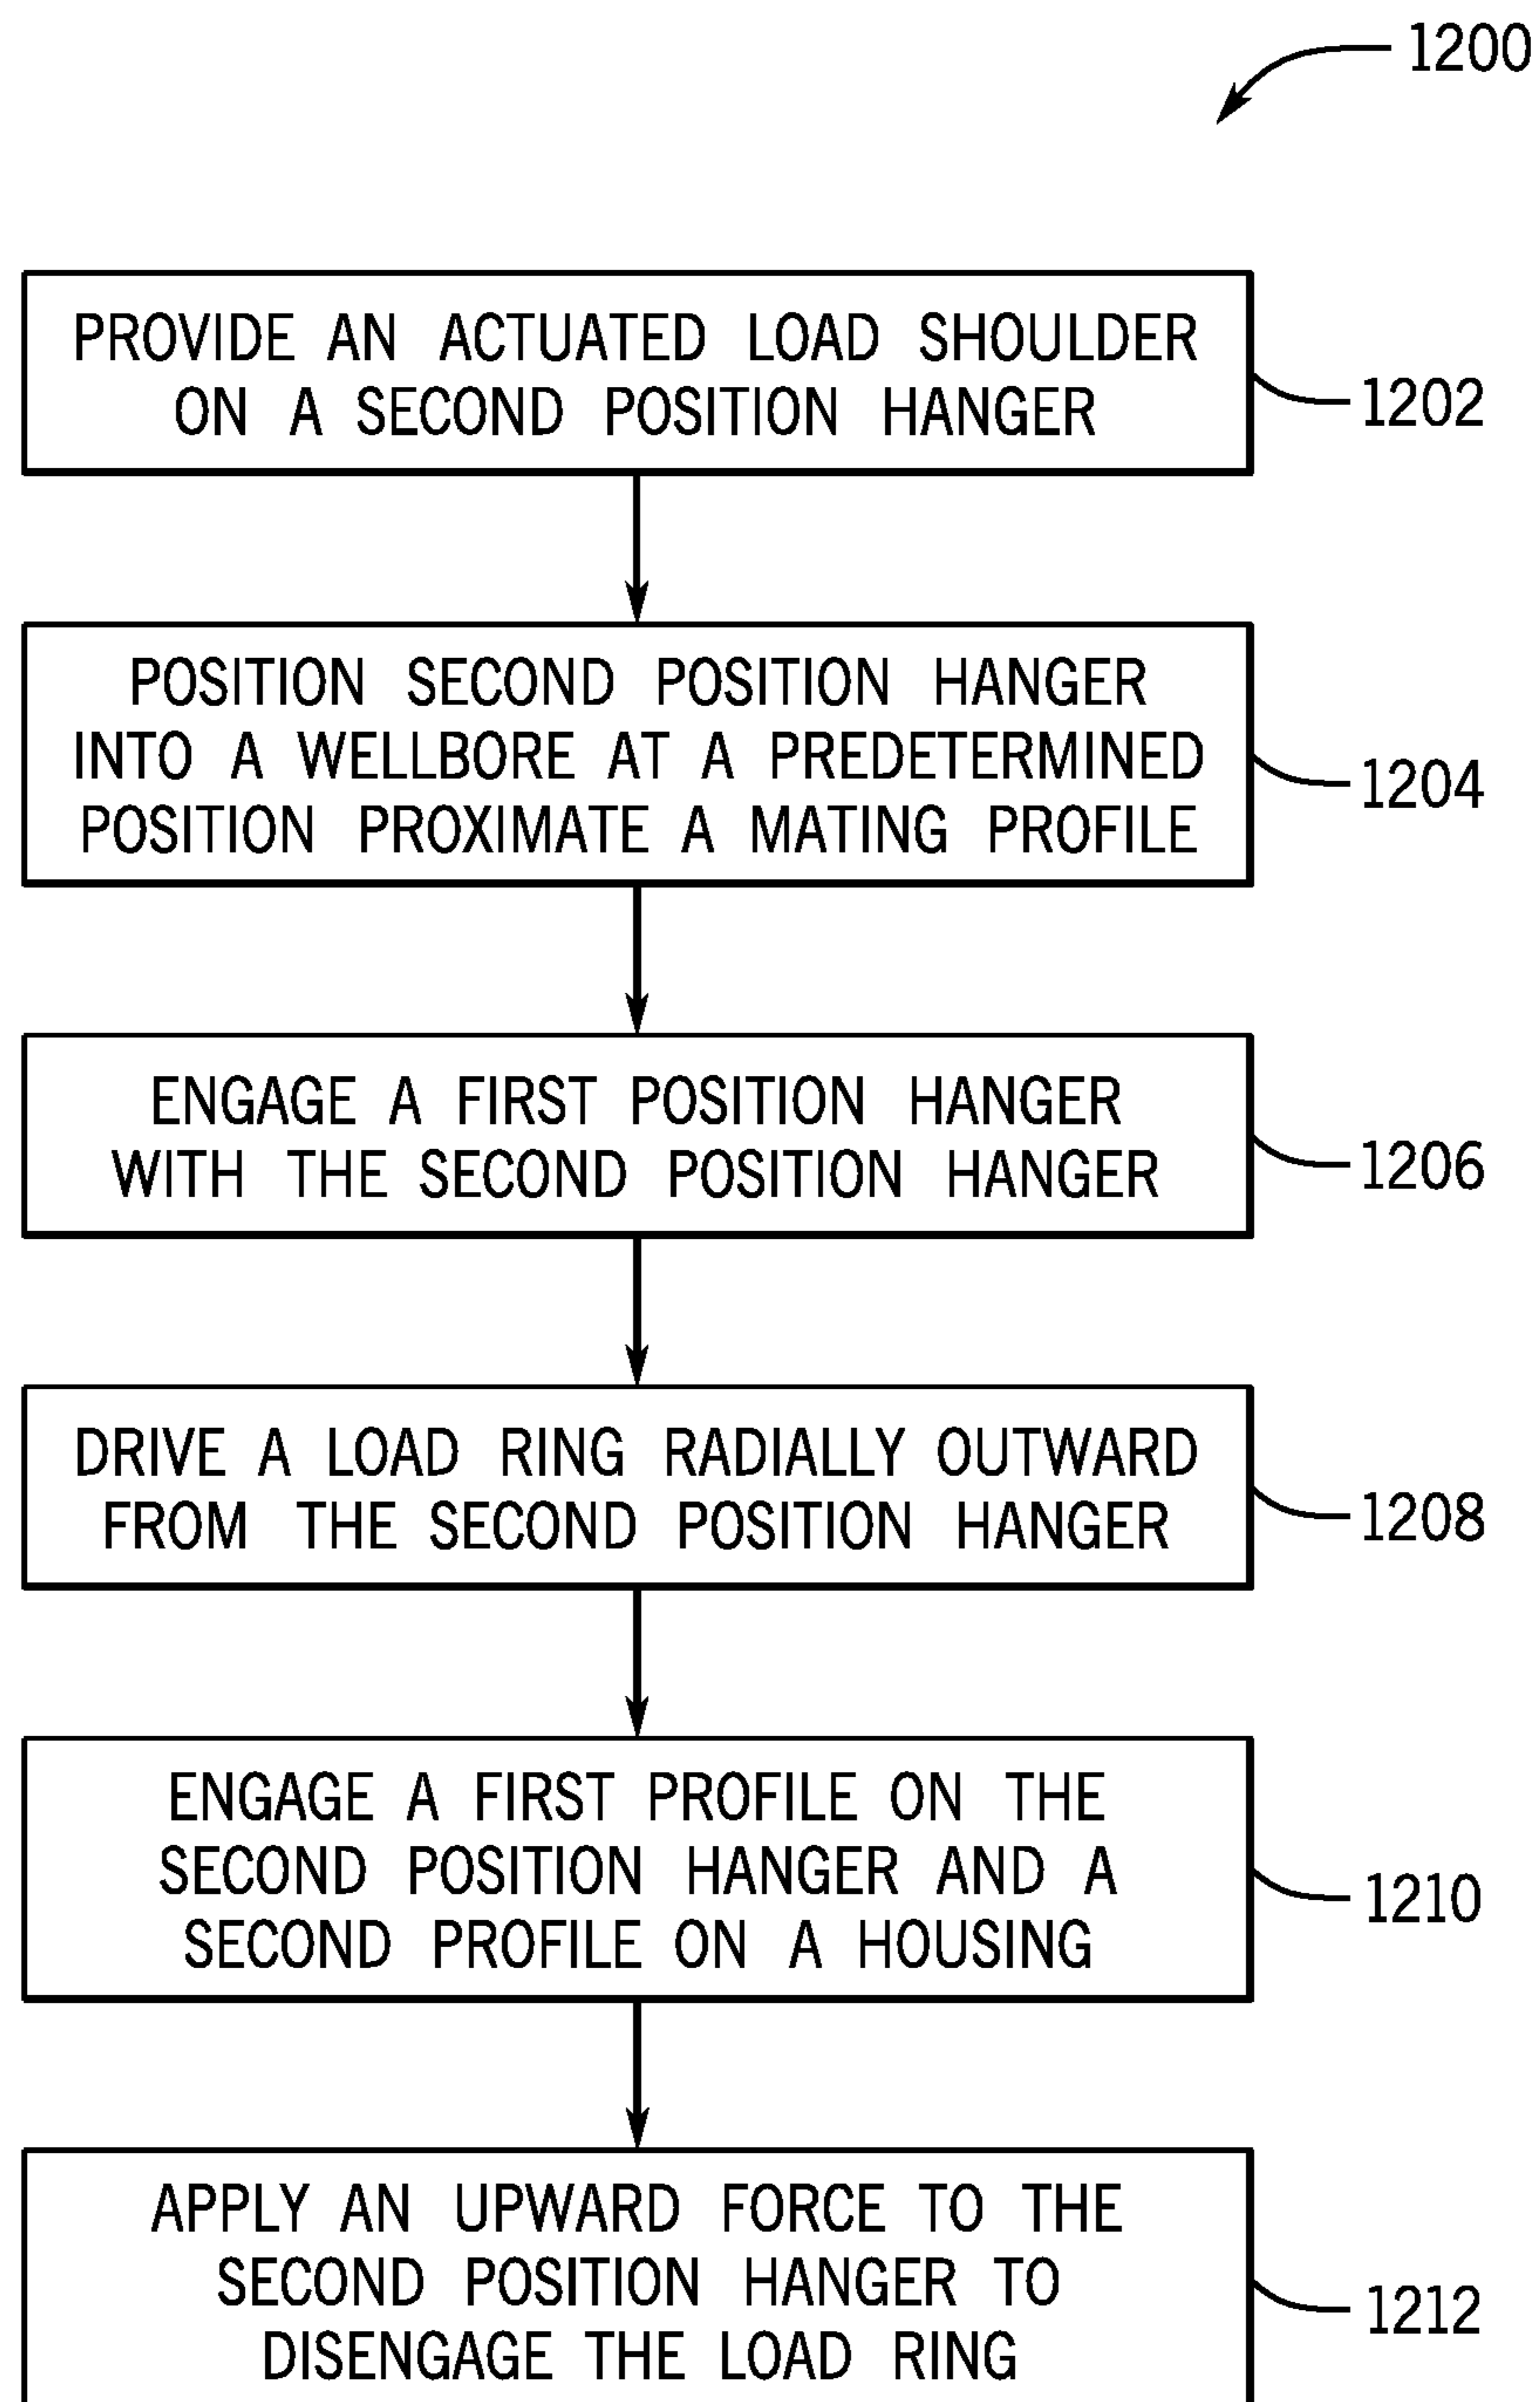 1200
PROVIDE AN ACTUATED LOAD SHOULDER
ON A SECOND POSITION HANGER
1202
POSITION SECOND POSITION HANGER
INTO A WELLBORE AT A PREDETERMINED
POSITION PROXIMATE A MATING PROFILE
1204
ENGAGE A FIRST POSITION HANGER
WITH THE SECOND POSITION HANGER
1206
DRIVE A LOAD RING RADIALLY OUTWARD
FROM THE SECOND POSITION HANGER
1208
ENGAGE A FIRST PROFILE ON THE
SECOND POSITION HANGER AND A
SECOND PROFILE ON A HOUSING
1210
APPLY AN UPWARD FORCE TO THE
SECOND POSITION HANGER TO
DISENGAGE THE LOAD RING
1212